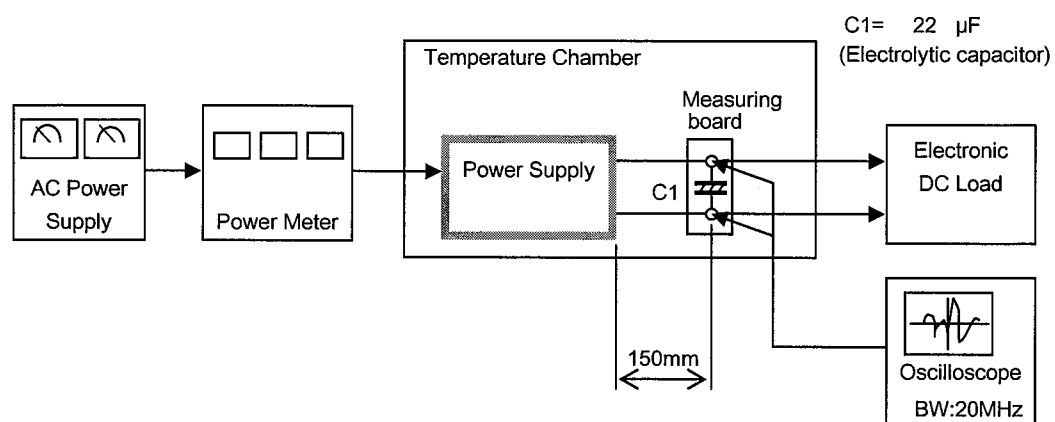 C1= 22 µF
(Electrolytic capacitor)
Temperature Chamber
Measuring
board
AC Power
Supply
Power Meter
Power Supply
C1
Electronic
DC Load
150mm
Oscilloscope
BW:20MHz